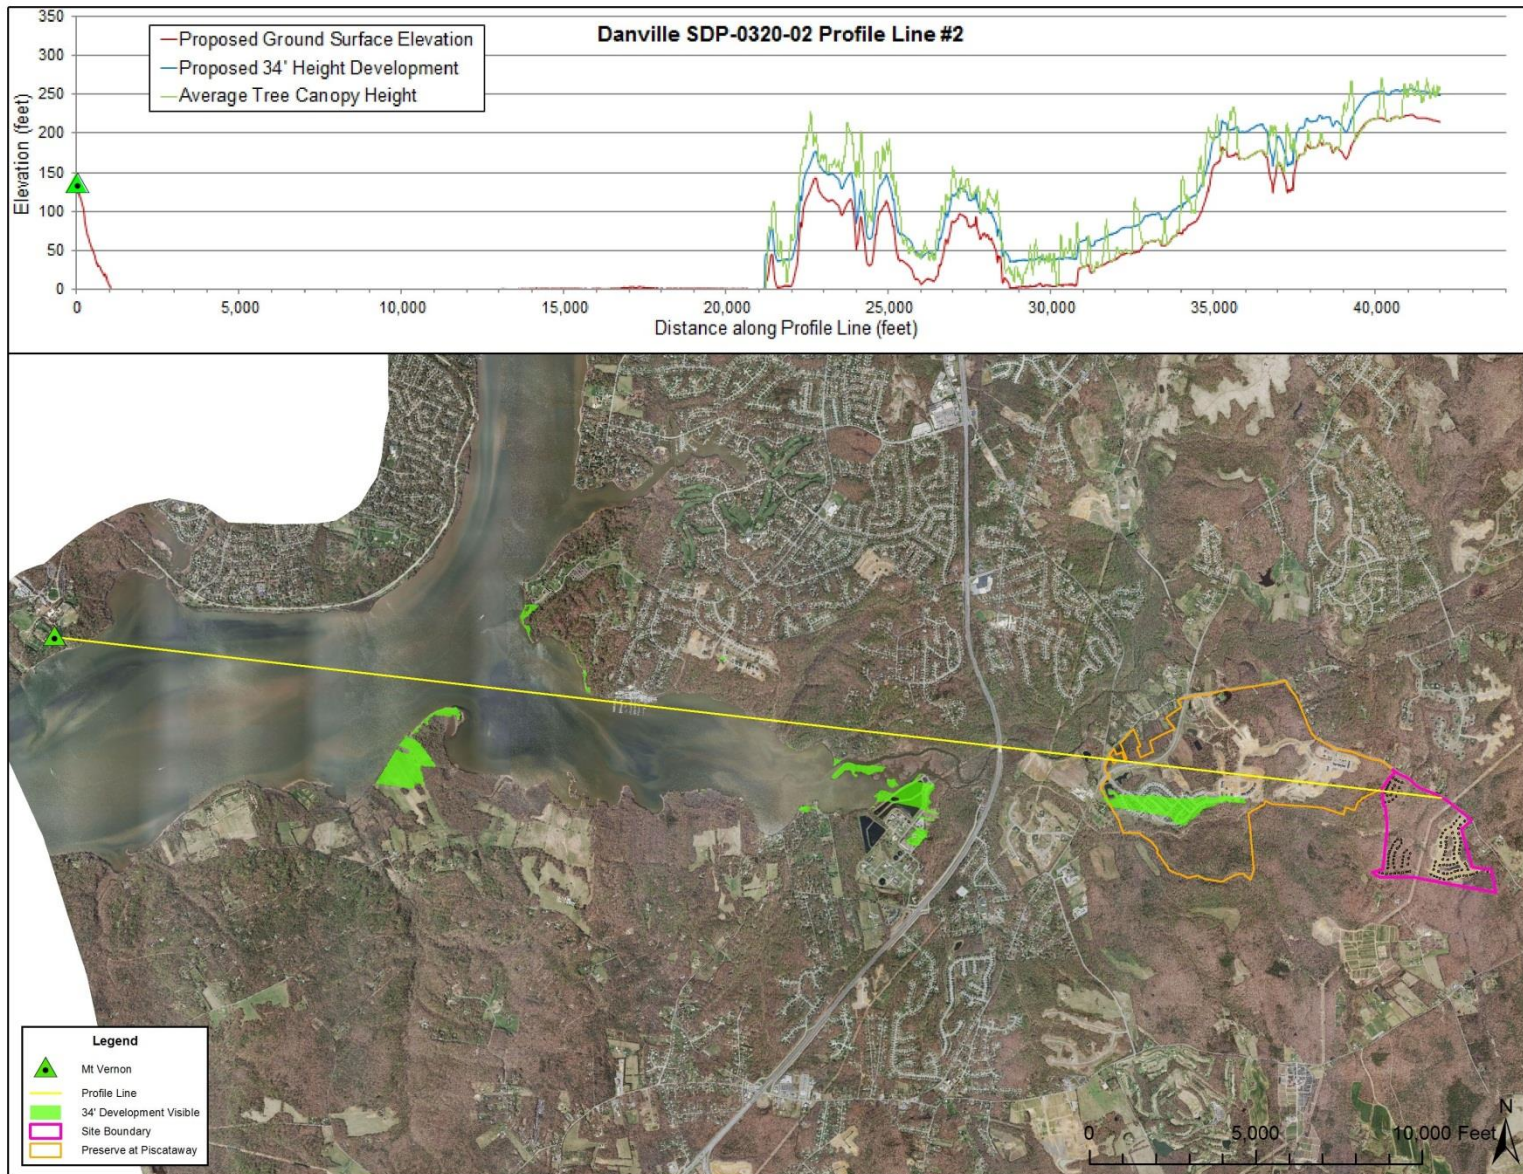 Danville SDP-0320-02 Profile Line #2
Proposed Ground Surface Elevation
Proposed 34' Height Development
Average Tree Canopy Height
Elevation (feet)
350
300
250
200
150
100
50
0
0 5,000 10,000 15,000 20,000 25,000 30,000 35,000 40,000
Distance along Profile Line (feet)
Legend
Mt Vernon
Profile Line
34' Development Visible
Site Boundary
Preserve at Piscataway
N
0 5,000 10,000 Feet